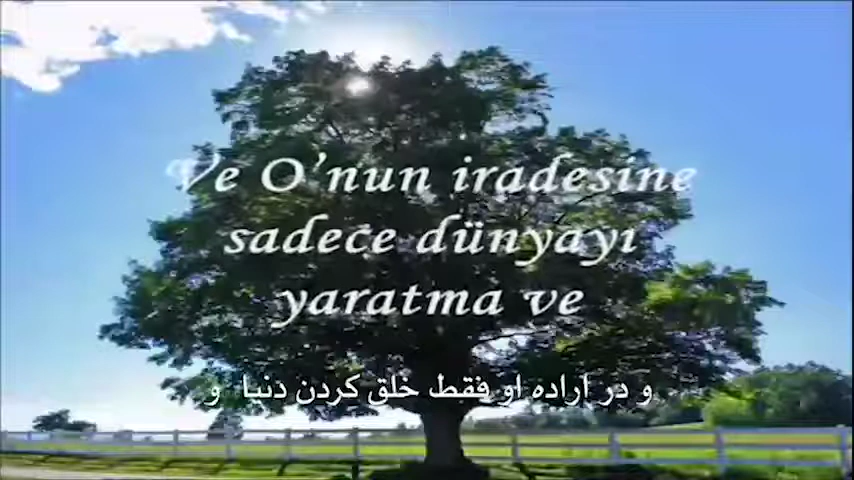 Ve O'nun iradesine
sadece dünyayı
yaratma ve
و در اراده او فقط خلق کردن دنیا و